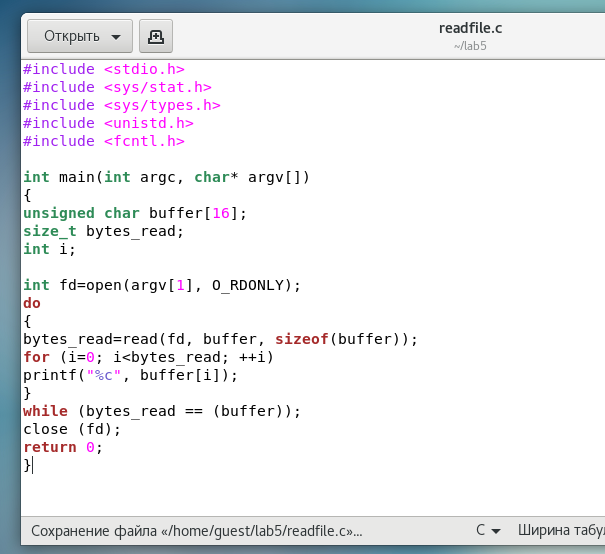 Открыть
readfile.c
~/lab5
#include <stdio.h>
#include <sys/stat.h>
#include <sys/types.h>
#include <unistd.h>
#include <fcntl.h>
int main(int argc, char* argv[])
{
unsigned char buffer[16];
size_t bytes_read;
int i;
int fd=open(argv[1], O_RDONLY);
do
{
bytes_read=read(fd, buffer, sizeof(buffer));
for (i=0; i<bytes_read; ++i)
printf("%c", buffer[i]);
}
while (bytes_read == (buffer));
close (fd);
return 0;
}
Сохранение файла «/home/guest/lab5/readfile.c»... C Ширина